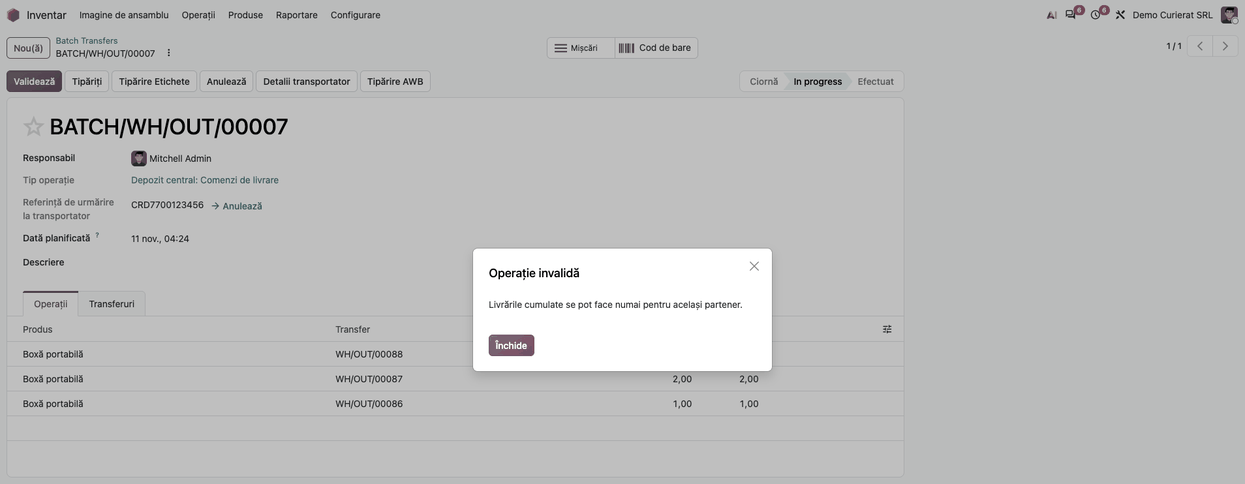 Inventar Imagine de ansamblu Operații Produse Raportare Configurare AI 6 6 Demo Curierat SRL
Nou(ă) Batch Transfers
BATCH/WH/OUT/00007
Mișcări Cod de bare 1 / 1
Validează Tipăriți Tipărire Etichete Anulează Detalii transportator Tipărire AWB Ciornă In progress Efectuat
BATCH/WH/OUT/00007
Responsabil Mitchell Admin
Tip operație Depozit central: Comenzi de livrare
Referință de urmărire la transportator CRD7700123456 Anulează
Dată planificată ? 11 nov., 04:24
Descriere
Operație invalidă
Livrările cumulate se pot face numai pentru același partener.
Închide
Operații Transferuri
Produs Transfer
Boxă portabilă WH/OUT/00088
Boxă portabilă WH/OUT/00087 2,00 2,00
Boxă portabilă WH/OUT/00086 1,00 1,00